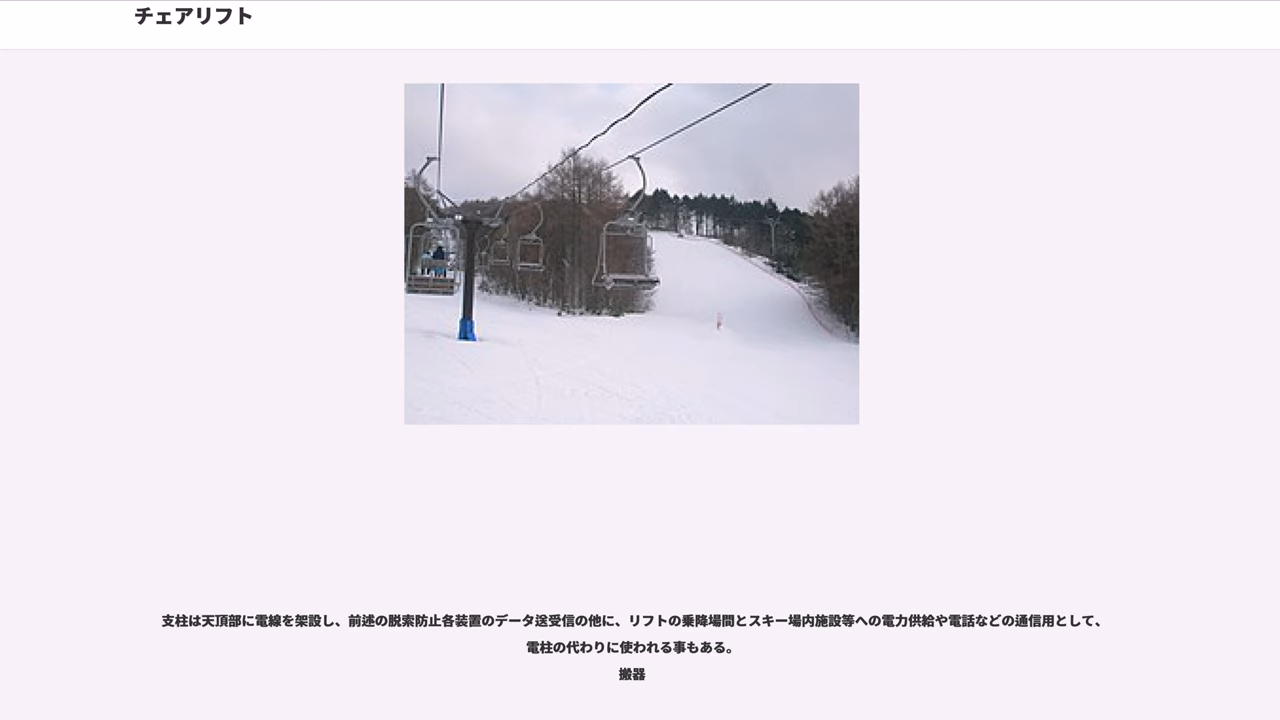 チェアリフト
支柱は天頂部に電線を架設し、前述の脱索防止各装置のデータ送受信の他に、リフトの乗降場間とスキー場内施設等への電力供給や電話などの通信用として、
電柱の代わりに使われる事もある。
搬器